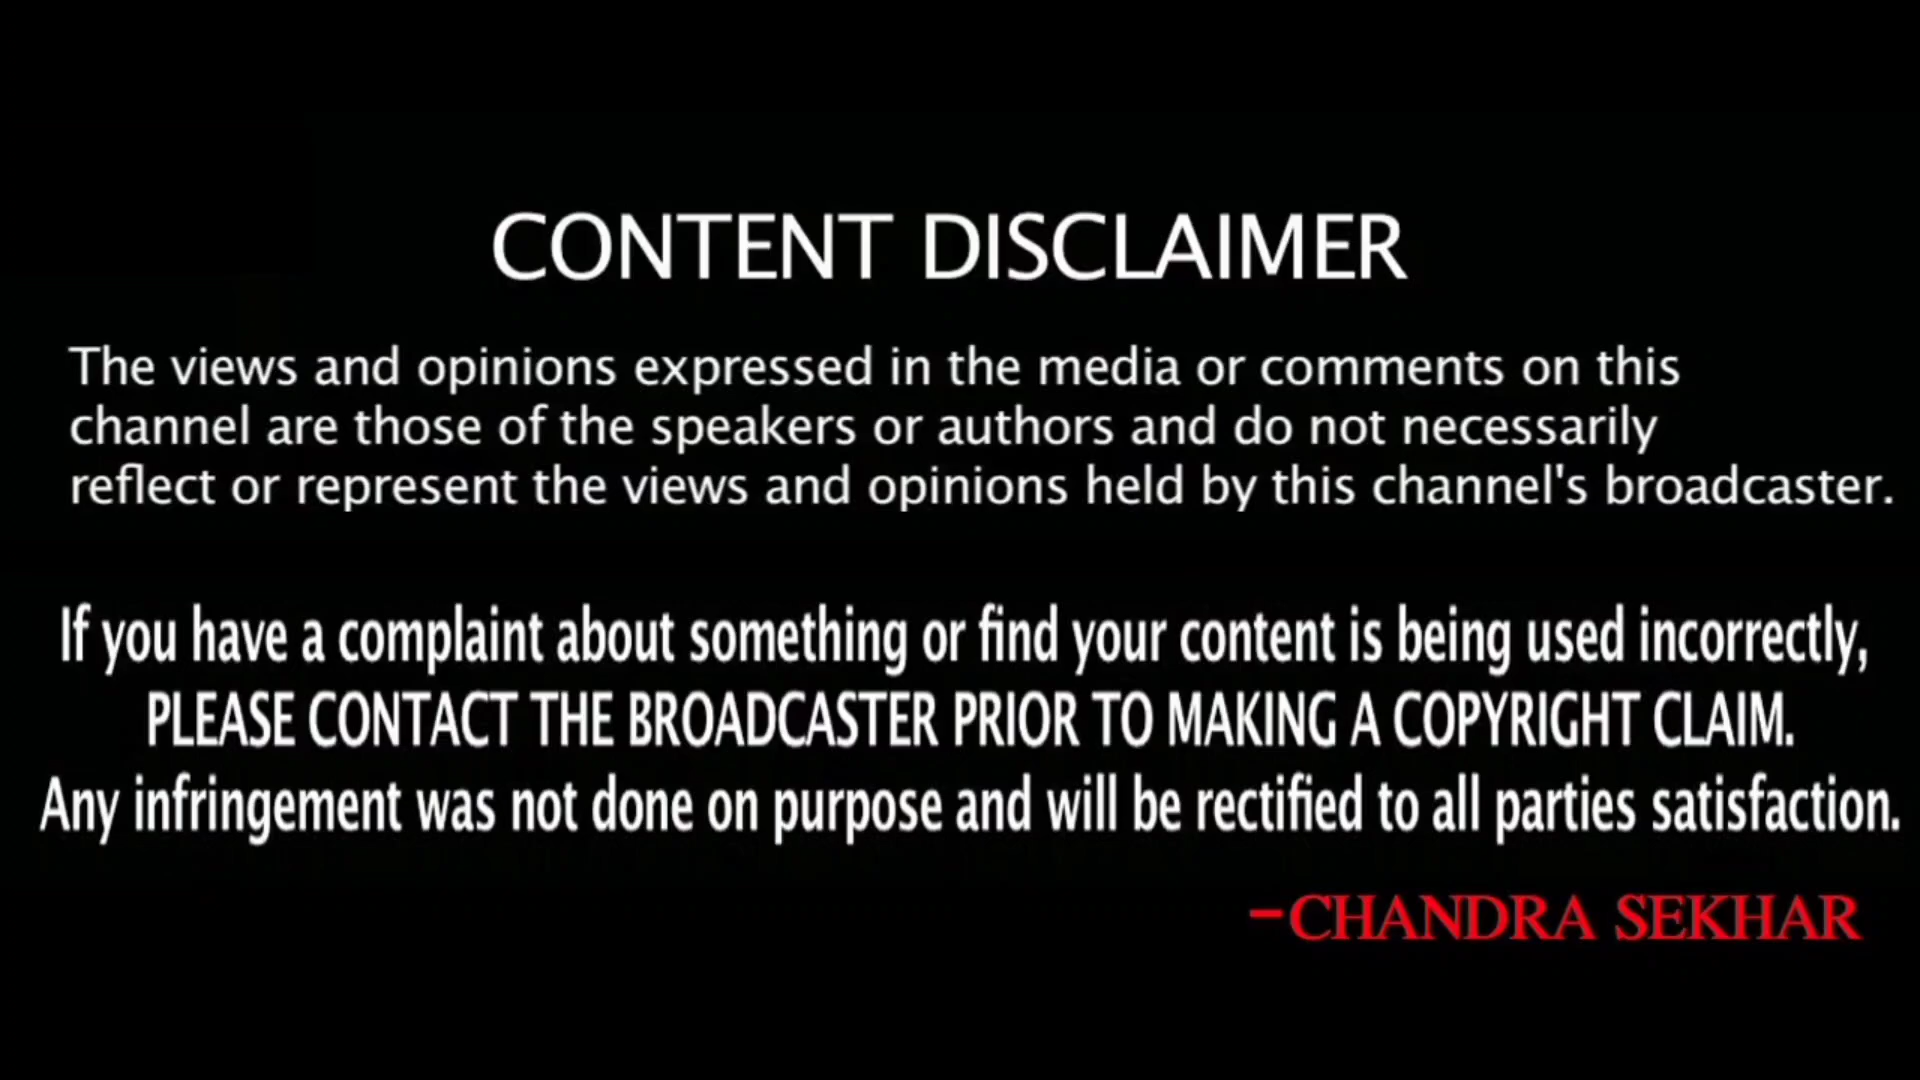 CONTENT DISCLAIMER
The views and opinions expressed in the media or comments on this
channel are those of the speakers or authors and do not necessarily
reflect or represent the views and opinions held by this channel's broadcaster.
If you have a complaint about something or find your content is being used incorrectly,
PLEASE CONTACT THE BROADCASTER PRIOR TO MAKING A COPYRIGHT CLAIM.
Any infringement was not done on purpose and will be rectified to all parties satisfaction.
-CHANDRA SEKHAR